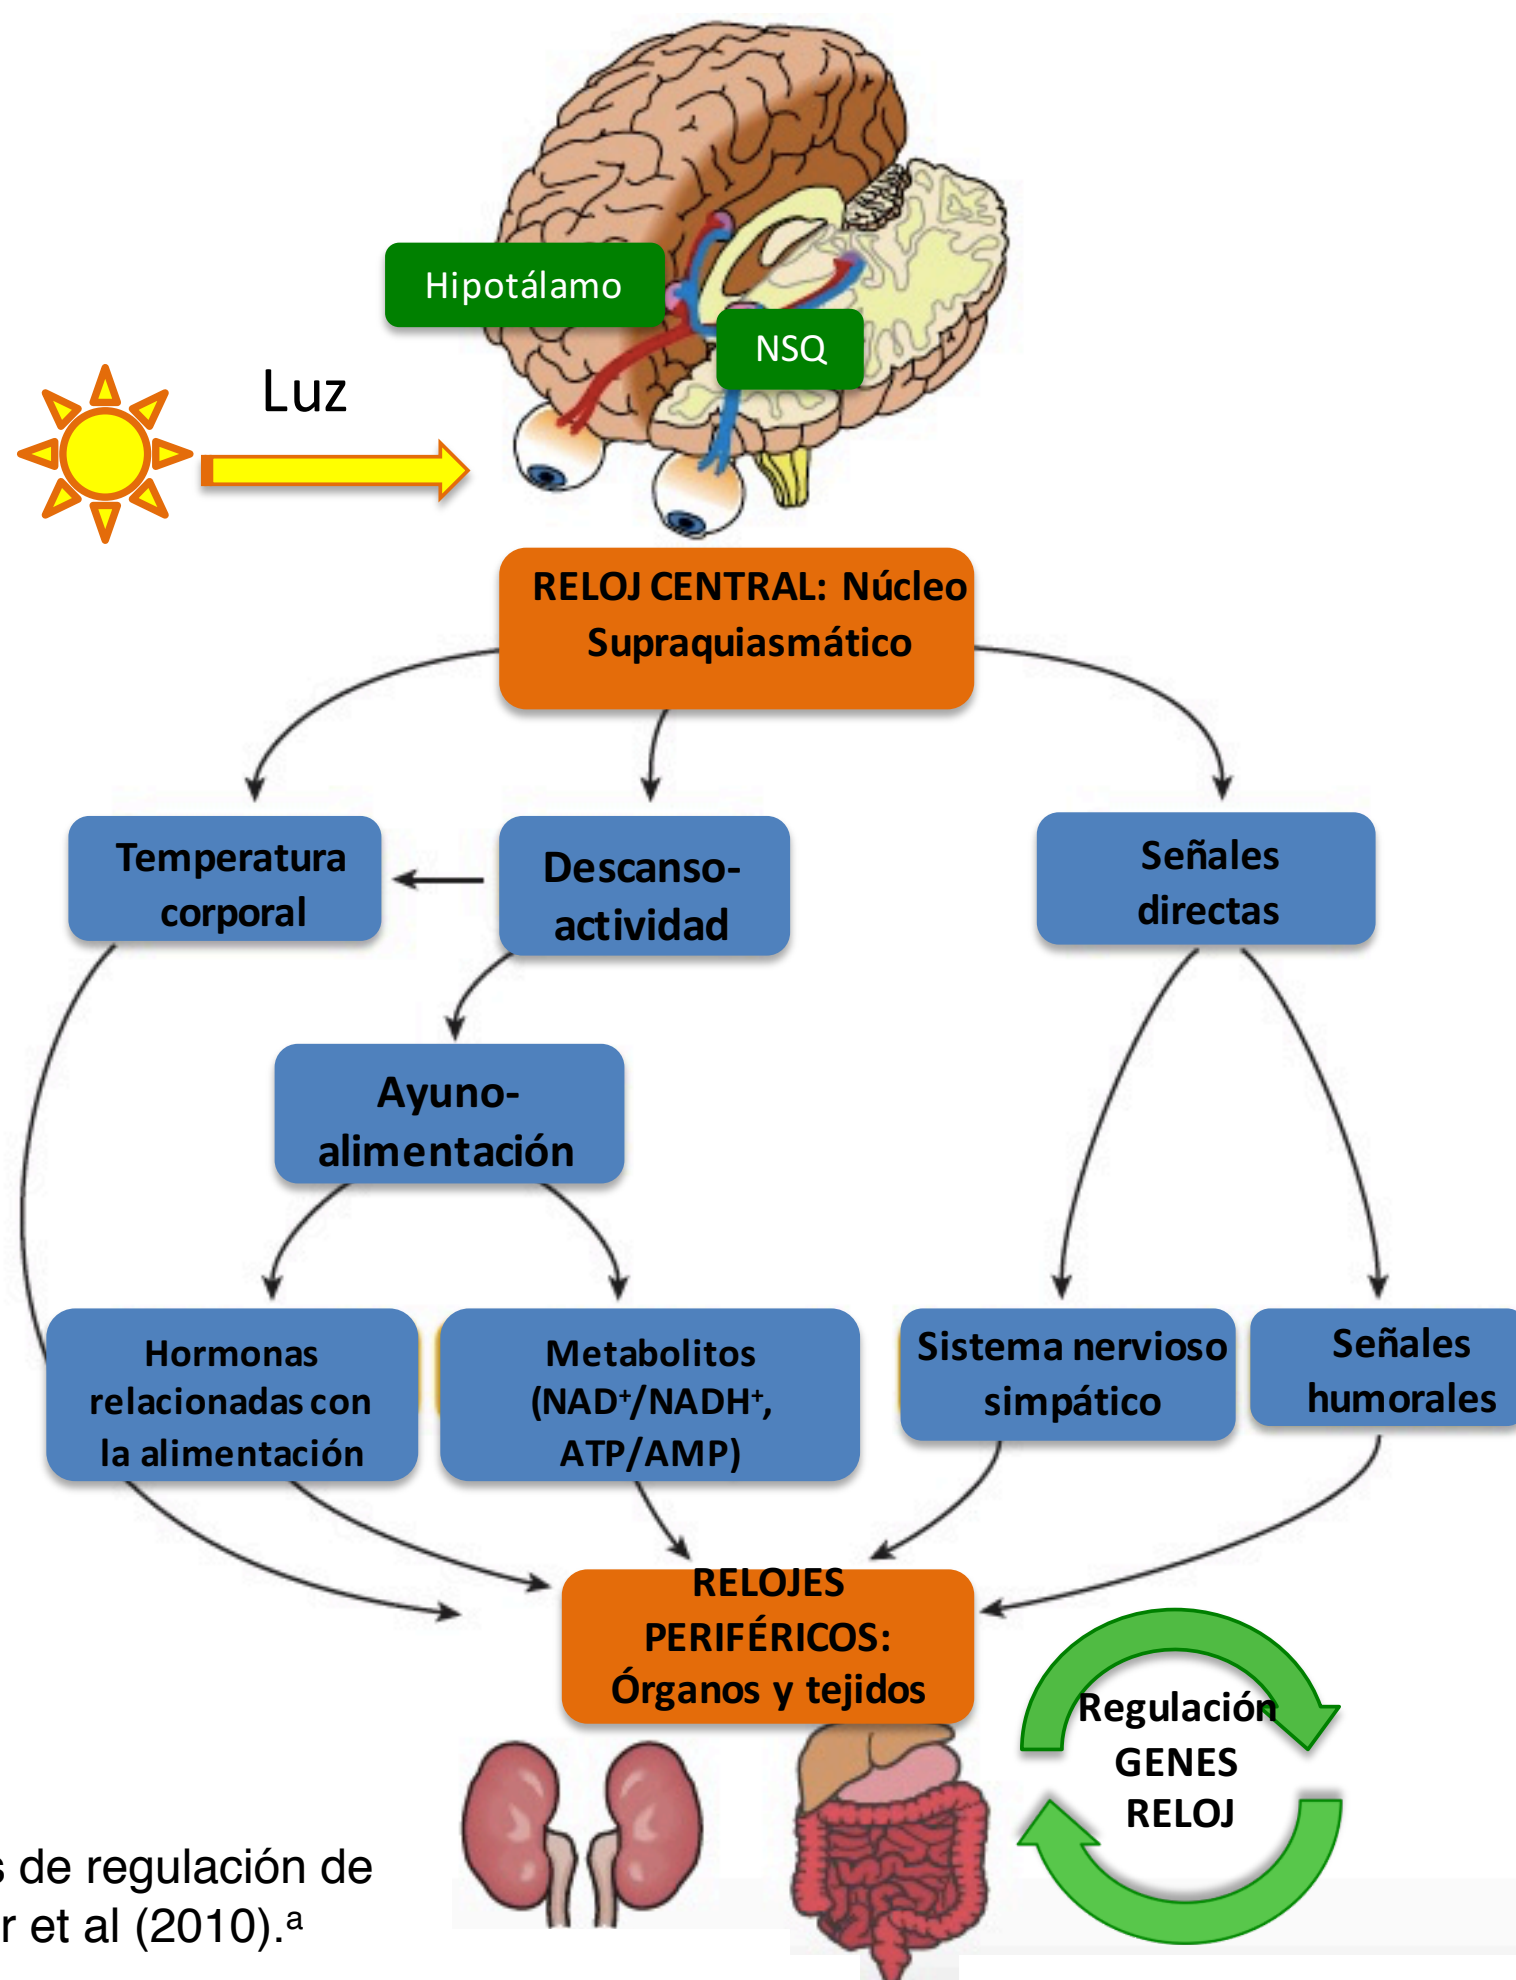 Hipotálamo
NSQ
Luz
RELOJ CENTRAL: Núcleo
Supraquiasmático
Temperatura
corporal
Descanso-
actividad
Señales
directas
Ayuno-
alimentación
Hormonas
relacionadas con
la alimentación
Metabolitos
(NAD⁺/NADH⁺,
ATP/AMP)
Sistema nervioso
simpático
Señales
humorales
RELOJES
PERIFÉRICOS:
Órganos y tejidos
Regulación
GENES
RELOJ
s de regulación de
r et al (2010).ª